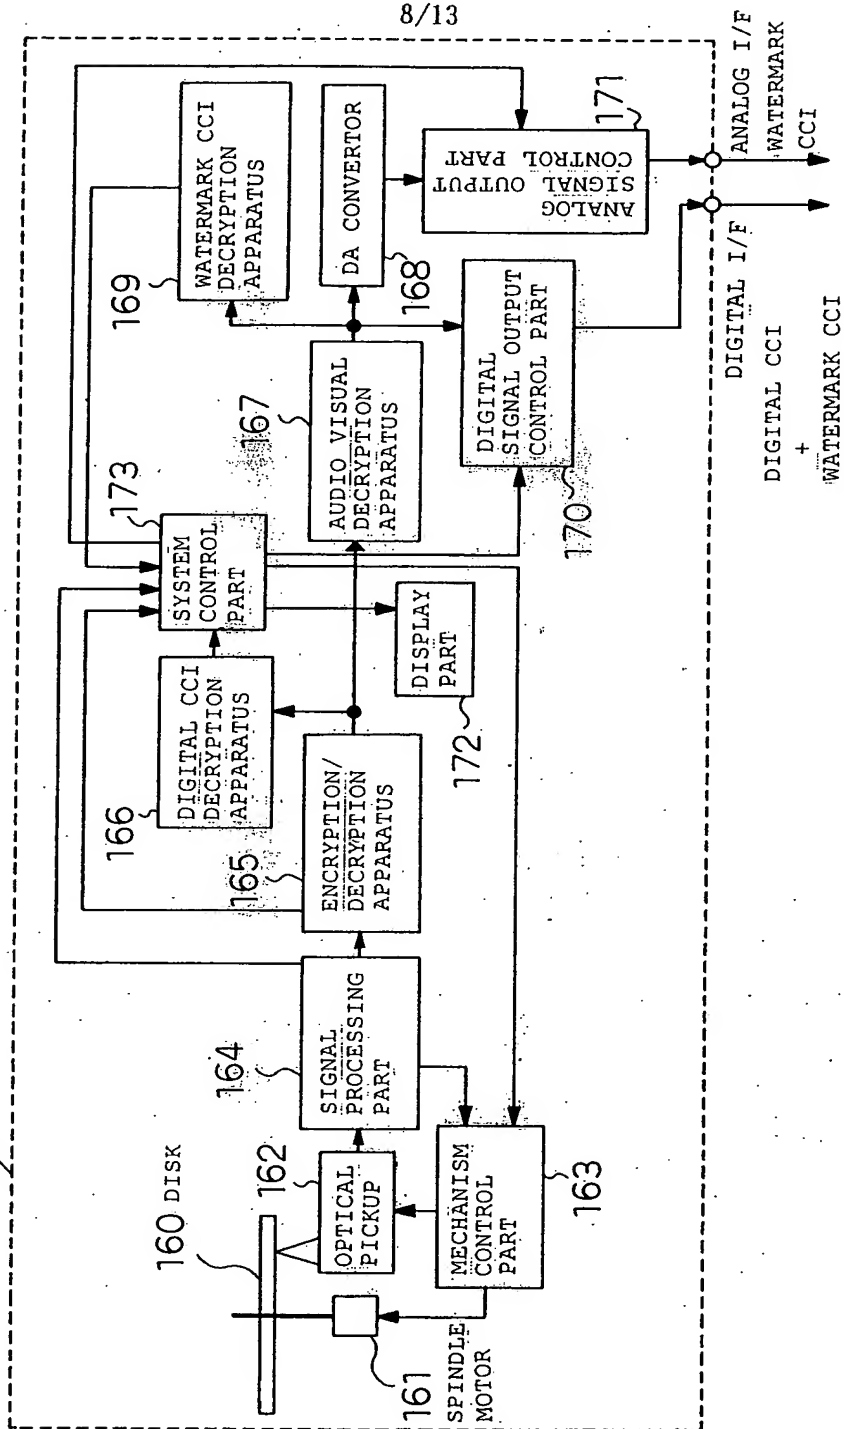 8/13
160 DISK
161
SPINDLE
MOTOR
162
OPTICAL
PICKUP
MECHANISM
CONTROL
PART
163
164
SIGNAL
PROCESSING
PART
165
ENCRYPTION/
DECRYPTION
APPARATUS
166
DIGITAL CCI
DECRYPTION
APPARATUS
173
SYSTEM
CONTROL
PART
DISPLAY
PART
172
167
AUDIO VISUAL
DECRYPTION
APPARATUS
169
WATERMARK CCI
DECRYPTION
APPARATUS
DA CONVERTOR
168
DIGITAL
SIGNAL OUTPUT
CONTROL PART
170
ANALOG
SIGNAL OUTPUT
CONTROL PART
171
ANALOG I/F
WATERMARK
CCI
DIGITAL I/F
DIGITAL CCI
+
WATERMARK CCI